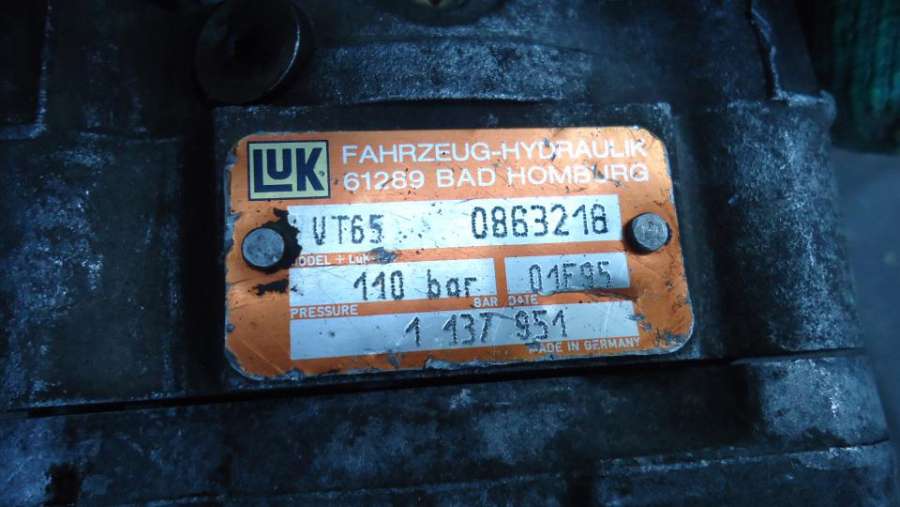 LUK
FAHRZEUG-HYDRAULIK
61289 BAD HOMBURG
VT65 0863218
MODEL + LuK-
110 bar 01F95
PRESSURE BAR DATE
1 137 951
MADE IN GERMANY